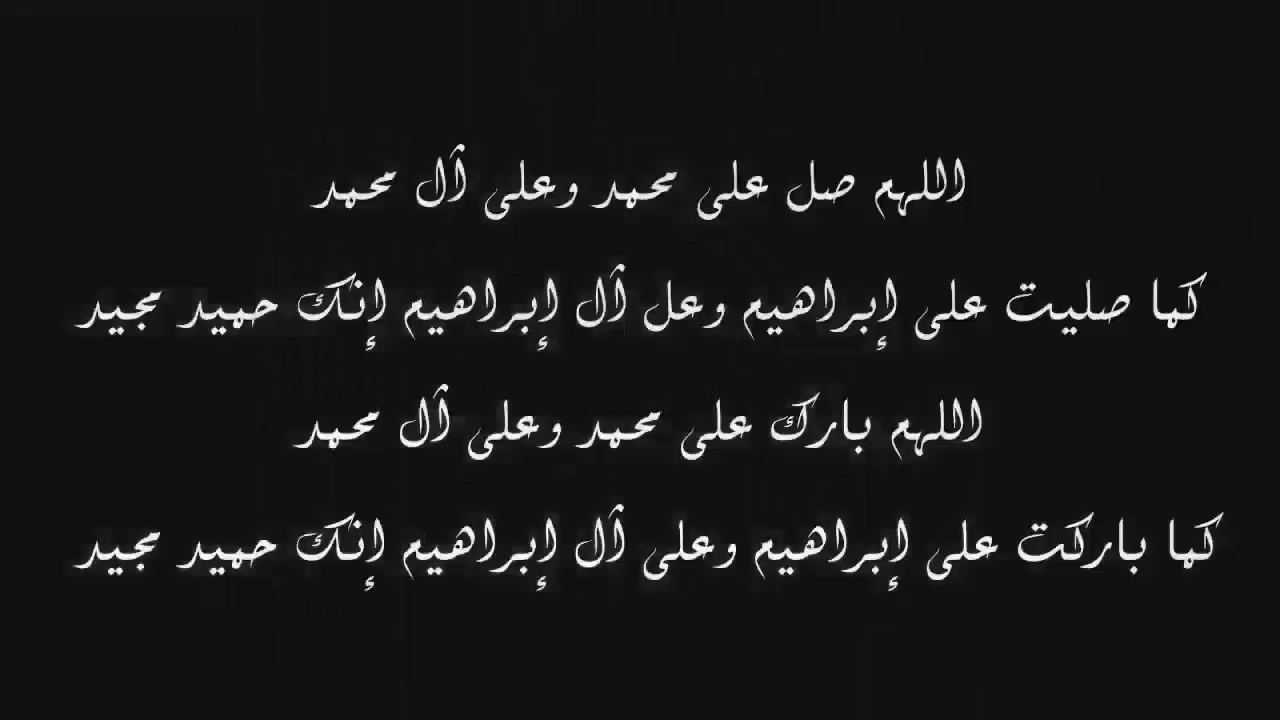 اللهم صل على محمد وعلى آل محمد
كما صليت على إبراهيم وعل آل إبراهيم إنك حميد مجيد
اللهم بارك على محمد وعلى آل محمد
كما باركت على إبراهيم وعلى آل إبراهيم إنك حميد مجيد